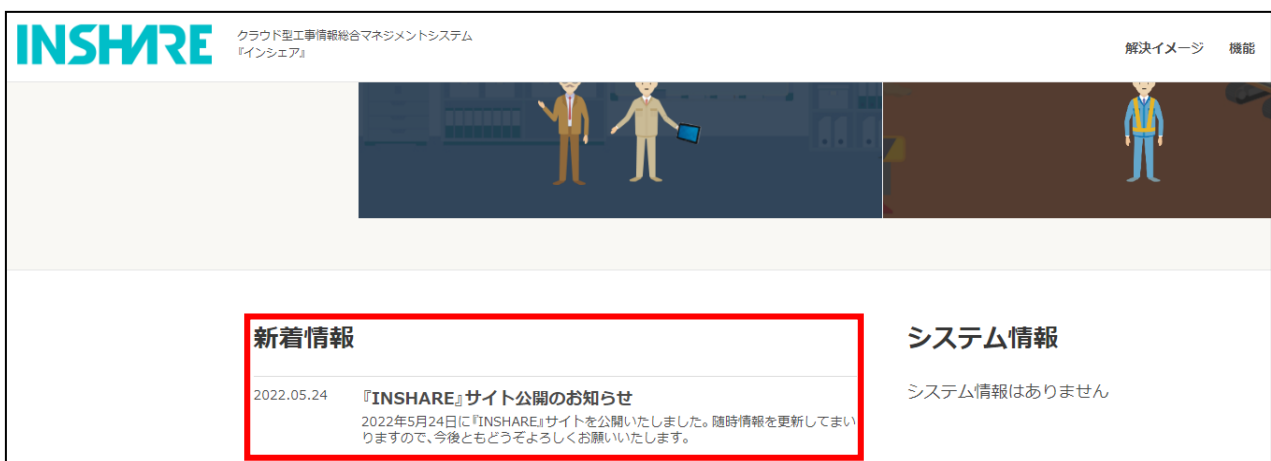 INSHARE
クラウド型工事情報総合マネジメントシステム
『インシェア』
解決イメージ 機能
新着情報
2022.05.24 『INSHARE』サイト公開のお知らせ
2022年5月24日に『INSHARE』サイトを公開いたしました。随時情報を更新してまい
りますので、今後ともどうぞよろしくお願いいたします。
システム情報
システム情報はありません